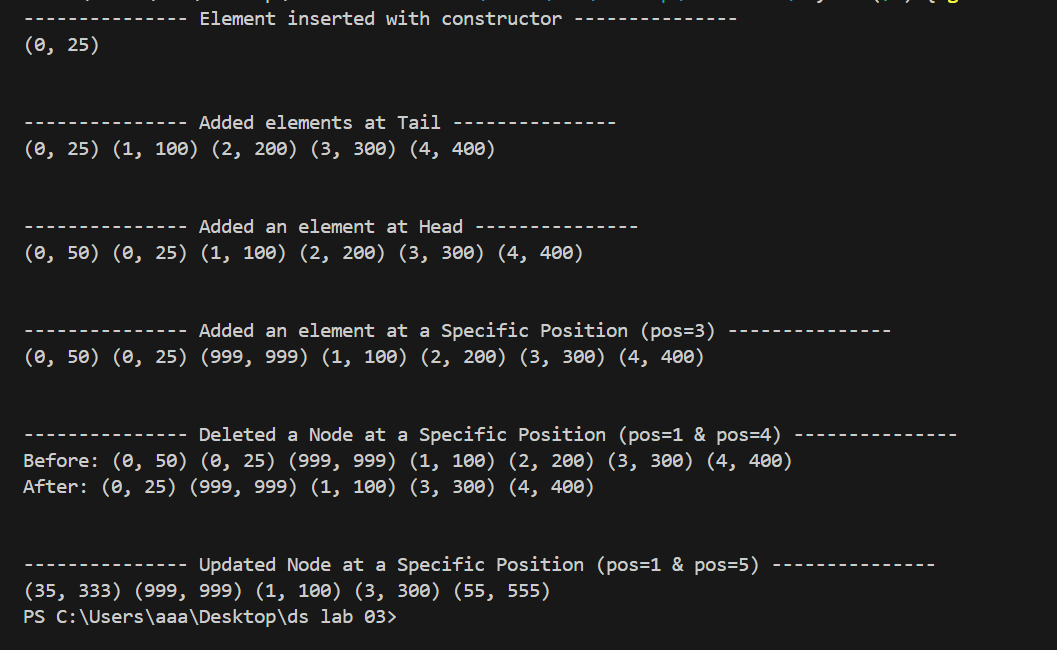 --------------- Element inserted with constructor ---------------
(0, 25)
--------------- Added elements at Tail ---------------
(0, 25) (1, 100) (2, 200) (3, 300) (4, 400)
--------------- Added an element at Head ---------------
(0, 50) (0, 25) (1, 100) (2, 200) (3, 300) (4, 400)
--------------- Added an element at a Specific Position (pos=3) ---------------
(0, 50) (0, 25) (999, 999) (1, 100) (2, 200) (3, 300) (4, 400)
--------------- Deleted a Node at a Specific Position (pos=1 & pos=4) ---------------
Before: (0, 50) (0, 25) (999, 999) (1, 100) (2, 200) (3, 300) (4, 400)
After: (0, 25) (999, 999) (1, 100) (3, 300) (4, 400)
--------------- Updated Node at a Specific Position (pos=1 & pos=5) ---------------
(35, 333) (999, 999) (1, 100) (3, 300) (55, 555)
PS C:\Users\aaa\Desktop\ds lab 03>